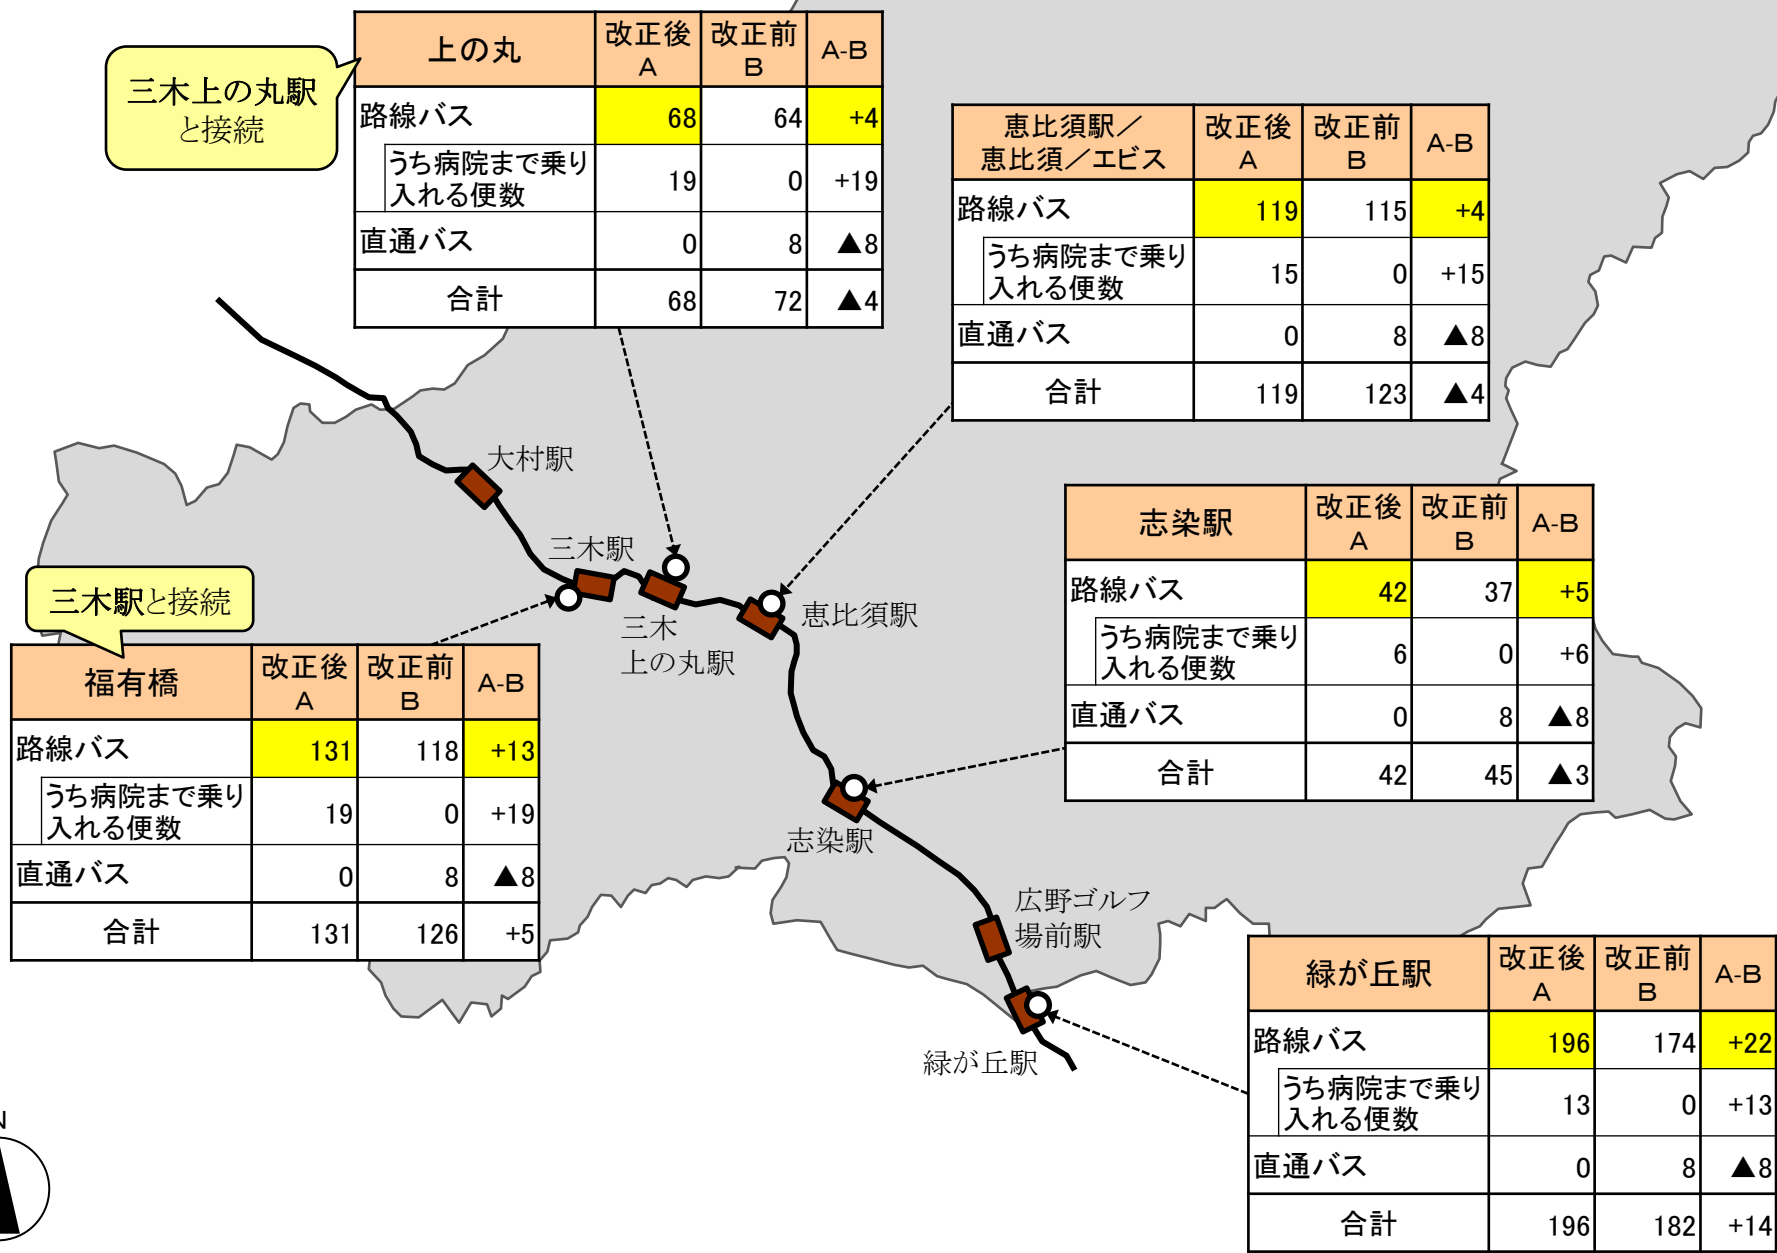 三木上の丸駅
と接続
上の丸 改正後 A 改正前 B A-B
路線バス 68 64 +4
うち病院まで乗り
入れる便数 19 0 +19
直通バス 0 8 ▲8
合計 68 72 ▲4
恵比須駅／
恵比須／エビス 改正後 A 改正前 B A-B
路線バス 119 115 +4
うち病院まで乗り
入れる便数 15 0 +15
直通バス 0 8 ▲8
合計 119 123 ▲4
大村駅
三木駅
三木
上の丸駅
恵比須駅
志染駅 改正後 A 改正前 B A-B
路線バス 42 37 +5
うち病院まで乗り
入れる便数 6 0 +6
直通バス 0 8 ▲8
合計 42 45 ▲3
三木駅と接続
福有橋 改正後 A 改正前 B A-B
路線バス 131 118 +13
うち病院まで乗り
入れる便数 19 0 +19
直通バス 0 8 ▲8
合計 131 126 +5
志染駅
広野ゴルフ
場前駅
緑が丘駅
緑が丘駅 改正後 A 改正前 B A-B
路線バス 196 174 +22
うち病院まで乗り
入れる便数 13 0 +13
直通バス 0 8 ▲8
合計 196 182 +14
N